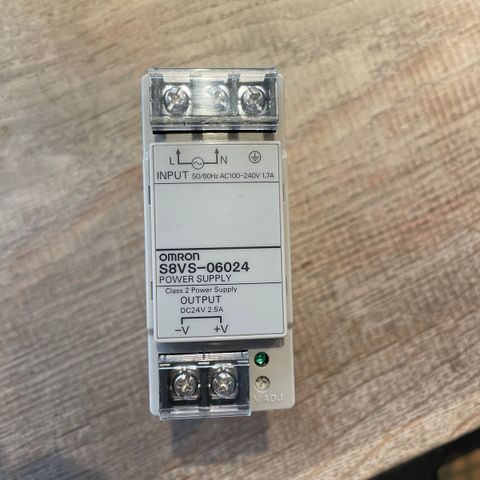 L N
INPUT 50/60Hz AC100-240V 1.7A
OMRON
S8VS-06024
POWER SUPPLY
Class 2 Power Supply
OUTPUT
DC24V 2.5A
-V +V
V.ADJ